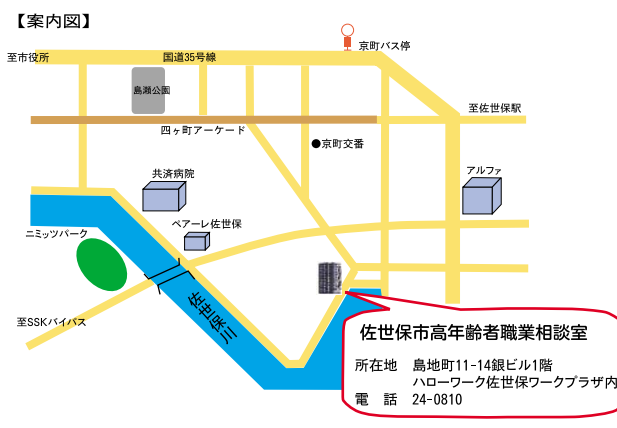 【案内図】
京町バス停
至市役所
国道35号線
島瀬公園
至佐世保駅
四ヶ町アーケード
●京町交番
共済病院
アルファ
ペアーレ佐世保
ニミッツパーク
佐世保川
至SSKバイパス
佐世保市高年齢者職業相談室
所在地 島地町11-14銀ビル1階
ハローワーク佐世保ワークプラザ内
電 話 24-0810